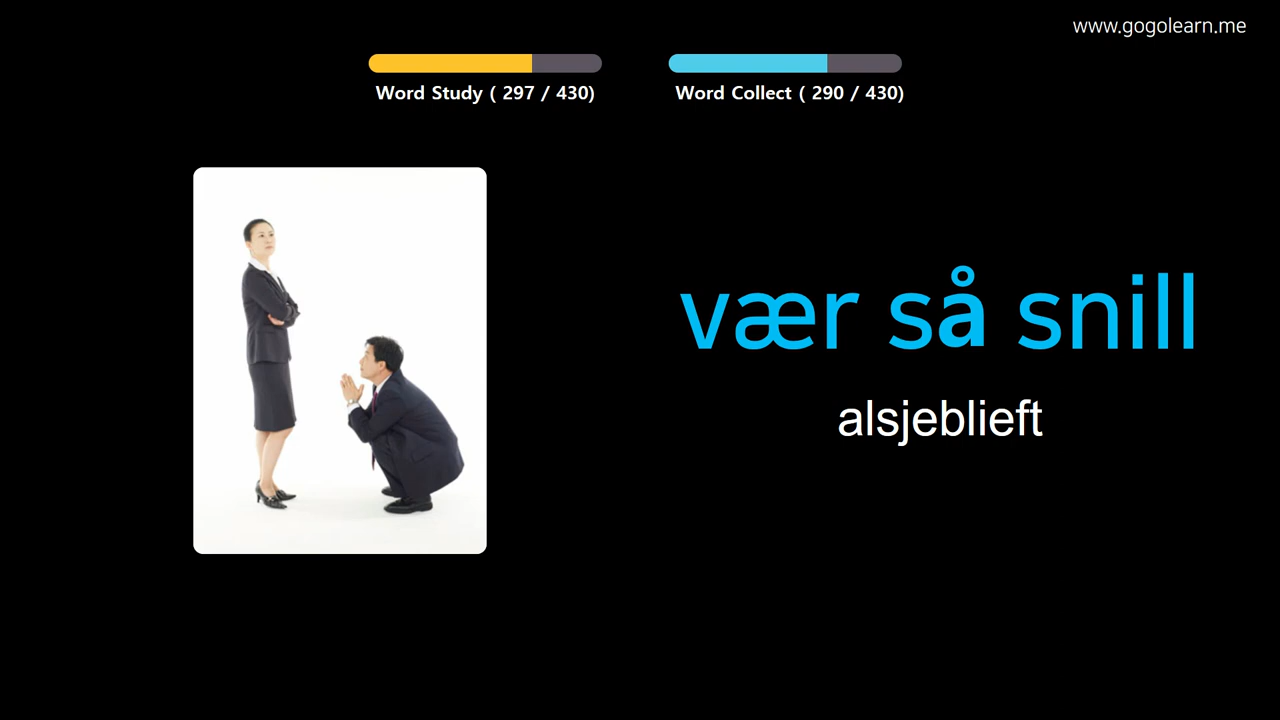 www.gogolearn.me
Word Study ( 297 / 430)
Word Collect ( 290 / 430)
vær så snill
alsjeblieft